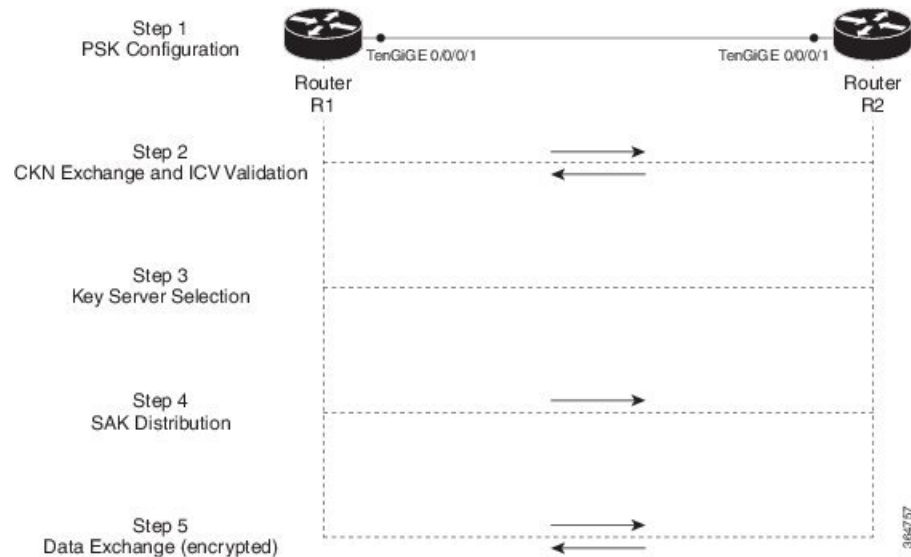 Step 1
PSK Configuration
TenGiGE 0/0/0/1
TenGiGE 0/0/0/1
Router
R1
Router
R2
Step 2
CKN Exchange and ICV Validation
Step 3
Key Server Selection
Step 4
SAK Distribution
Step 5
Data Exchange (encrypted)
364757